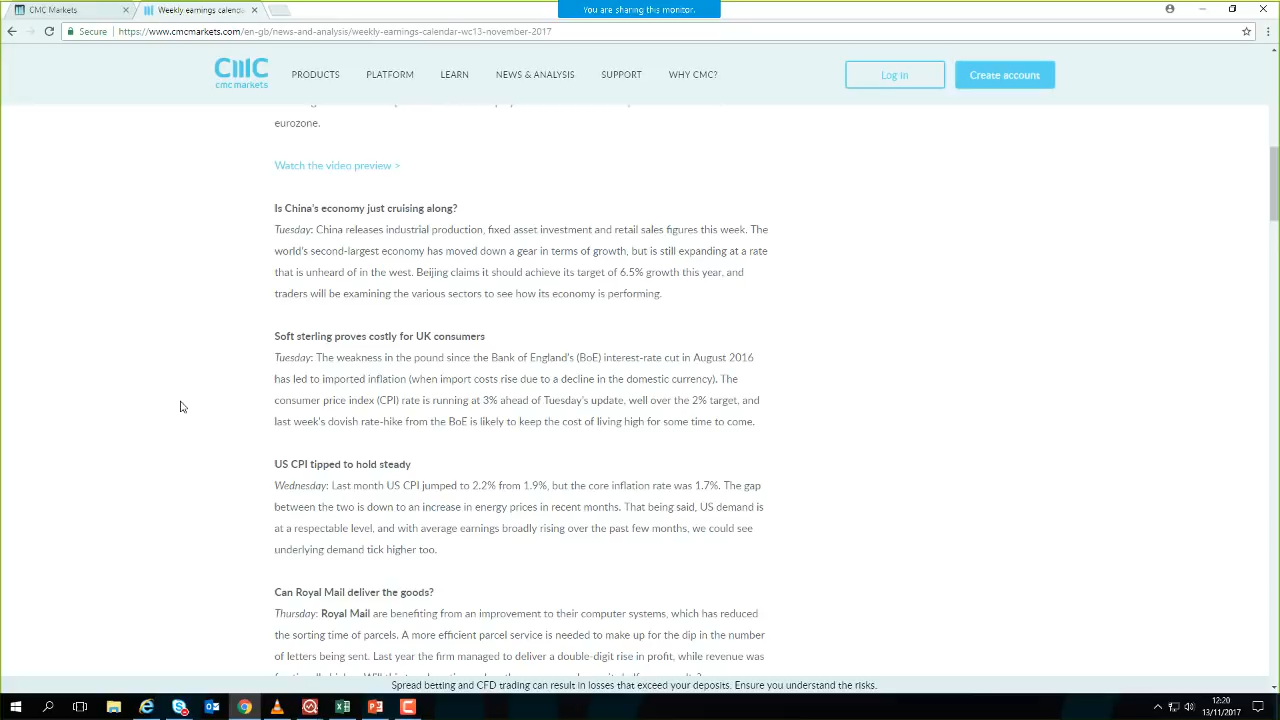 You are sharing this monitor.
CMC Markets
Weekly earnings calenda
Secure
https://www.cmcmarkets.com/en-gb/news-and-analysis/weekly-earnings-calendar-wc13-november-2017
cmc markets
PRODUCTS
PLATFORM
LEARN
NEWS & ANALYSIS
SUPPORT
WHY CMC?
Log in
Create account
eurozone.
Watch the video preview >
Is China's economy just cruising along?
Tuesday: China releases industrial production, fixed asset investment and retail sales figures this week. The
world's second-largest economy has moved down a gear in terms of growth, but is still expanding at a rate
that is unheard of in the west. Beijing claims it should achieve its target of 6.5% growth this year, and
traders will be examining the various sectors to see how its economy is performing.
Soft sterling proves costly for UK consumers
Tuesday: The weakness in the pound since the Bank of England's (BoE) interest-rate cut in August 2016
has led to imported inflation (when import costs rise due to a decline in the domestic currency). The
consumer price index (CPI) rate is running at 3% ahead of Tuesday's update, well over the 2% target, and
last week's dovish rate-hike from the BoE is likely to keep the cost of living high for some time to come.
US CPI tipped to hold steady
Wednesday: Last month US CPI jumped to 2.2% from 1.9%, but the core inflation rate was 1.7%. The gap
between the two is down to an increase in energy prices in recent months. That being said, US demand is
at a respectable level, and with average earnings broadly rising over the past few months, we could see
underlying demand tick higher too.
Can Royal Mail deliver the goods?
Thursday: Royal Mail are benefiting from an improvement to their computer systems, which has reduced
the sorting time of parcels. A more efficient parcel service is needed to make up for the dip in the number
of letters being sent. Last year the firm managed to deliver a double-digit rise in profit, while revenue was
Spread betting and CFD trading can result in losses that exceed your deposits. Ensure you understand the risks.
12:20
13/11/2017